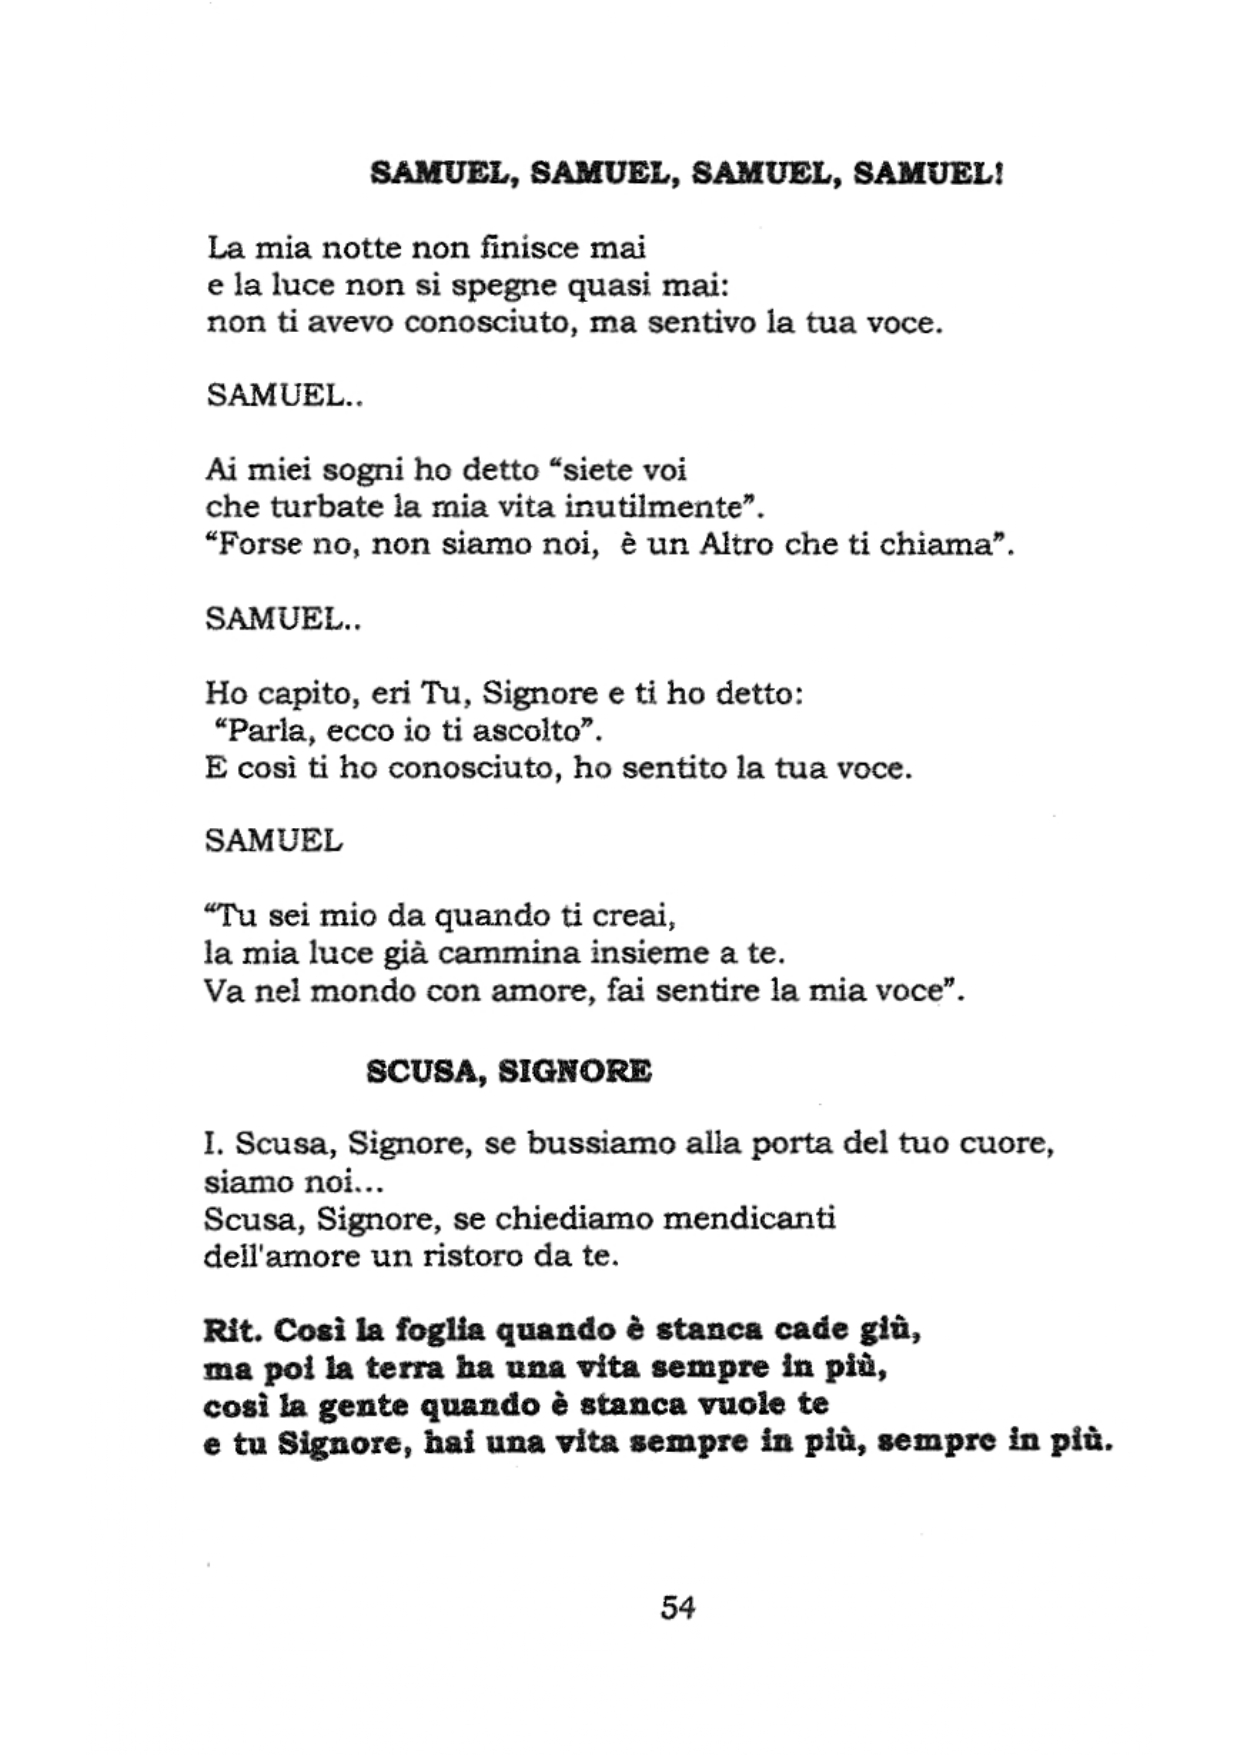 SAMUEL, SAMUEL, SAMUEL, SAMUEL!
La mia notte non finisce mai
e la luce non si spegne quasi mai:
non ti avevo conosciuto, ma sentivo la tua voce.
SAMUEL..
Ai miei sogni ho detto “siete voi
che turbate la mia vita inutilmente”.
“Forse no, non siamo noi, è un Altro che ti chiama”.
SAMUEL..
Ho capito, eri Tu, Signore e ti ho detto:
“Parla, ecco io ti ascolto”.
E così ti ho conosciuto, ho sentito la tua voce.
SAMUEL
“Tu sei mio da quando ti creai,
la mia luce già cammina insieme a te.
Va nel mondo con amore, fai sentire la mia voce”.
SCUSA, SIGNORE
I. Scusa, Signore, se bussiamo alla porta del tuo cuore,
siamo noi...
Scusa, Signore, se chiediamo mendicanti
dell'amore un ristoro da te.
Rit. Così la foglia quando è stanca cade giù,
ma poi la terra ha una vita sempre in più,
così la gente quando è stanca vuole te
e tu Signore, hai una vita sempre in più, sempre in più.
54